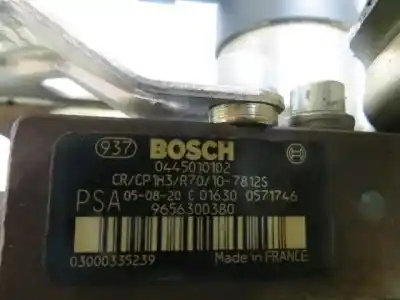 937 BOSCH
0445010102
CR/CP1H3/R70/10-7812S
PSA 05-08-20 C 01630 0571746
9656300380
03000335239 Made in FRANCE